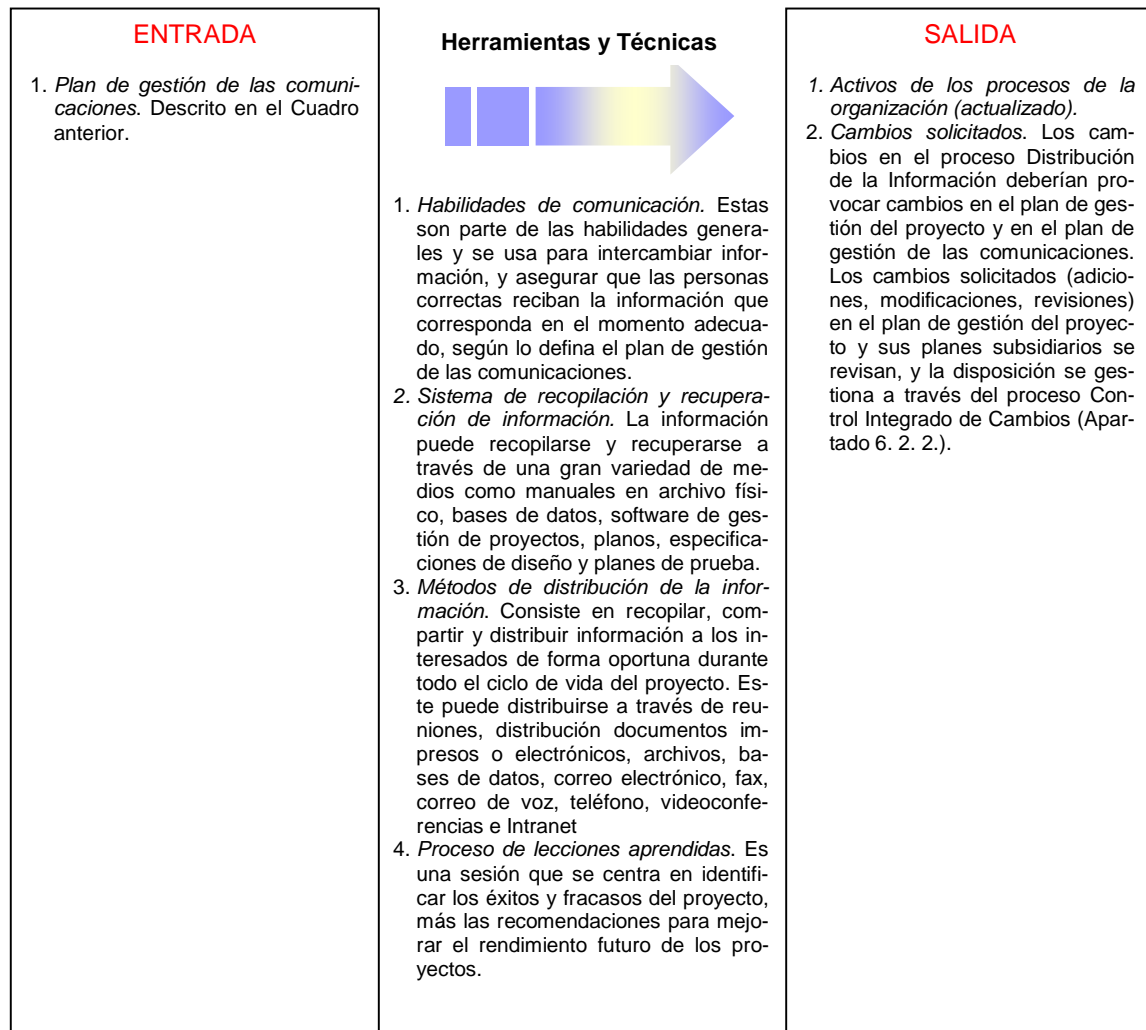 ENTRADA
1. Plan de gestión de las comuni-
caciones. Descrito en el Cuadro
anterior.
Herramientas y Técnicas
1. Habilidades de comunicación. Estas
son parte de las habilidades genera-
les y se usa para intercambiar infor-
mación, y asegurar que las personas
correctas reciban la información que
corresponda en el momento adecua-
do, según lo defina el plan de gestión
de las comunicaciones.
2. Sistema de recopilación y recupera-
ción de información. La información
puede recopilarse y recuperarse a
través de una gran variedad de me-
dios como manuales en archivo físi-
co, bases de datos, software de ges-
tión de proyectos, planos, especifica-
ciones de diseño y planes de prueba.
3. Métodos de distribución de la infor-
mación. Consiste en recopilar, com-
partir y distribuir información a los in-
teresados de forma oportuna durante
todo el ciclo de vida del proyecto. Es-
te puede distribuirse a través de reu-
niones, distribución documentos im-
presos o electrónicos, archivos, ba-
ses de datos, correo electrónico, fax,
correo de voz, teléfono, videoconfe-
rencias e Intranet
4. Proceso de lecciones aprendidas. Es
una sesión que se centra en identifi-
car los éxitos y fracasos del proyecto,
más las recomendaciones para mejo-
rar el rendimiento futuro de los pro-
yectos.
SALIDA
1. Activos de los procesos de la
organización (actualizado).
2. Cambios solicitados. Los cam-
bios en el proceso Distribución
de la Información deberían pro-
vocar cambios en el plan de ges-
tión del proyecto y en el plan de
gestión de las comunicaciones.
Los cambios solicitados (adicio-
nes, modificaciones, revisiones)
en el plan de gestión del proyec-
to y sus planes subsidiarios se
revisan, y la disposición se ges-
tiona a través del proceso Con-
trol Integrado de Cambios (Apar-
tado 6. 2. 2.).